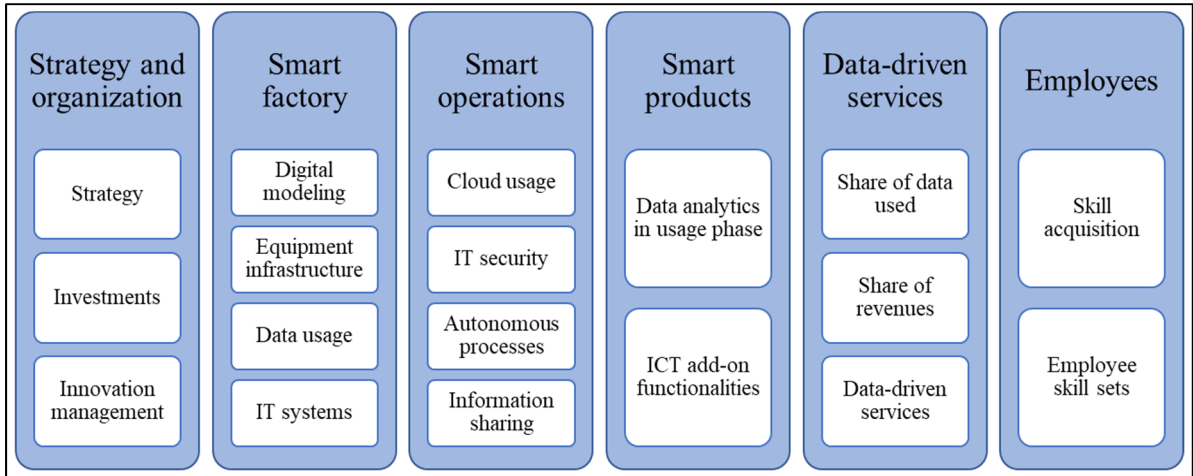 Strategy and
organization
Strategy
Investments
Innovation
management
Smart
factory
Digital
modeling
Equipment
infrastructure
Data usage
IT systems
Smart
operations
Cloud usage
IT security
Autonomous
processes
Information
sharing
Smart
products
Data analytics
in usage phase
ICT add-on
functionalities
Data-driven
services
Share of data
used
Share of
revenues
Data-driven
services
Employees
Skill
acquisition
Employee
skill sets